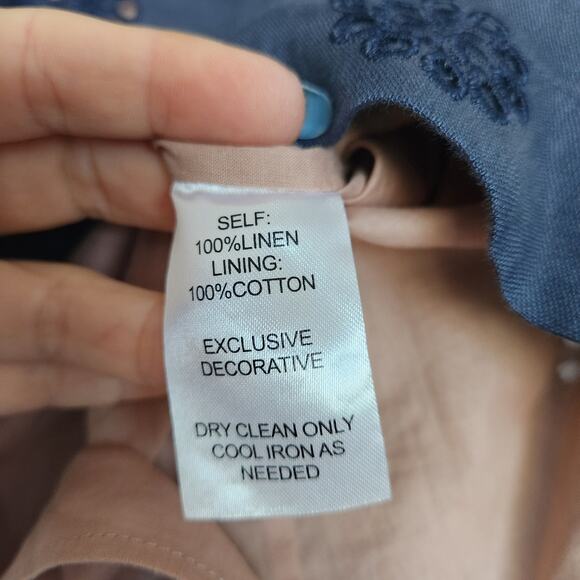 SELF:
100%LINEN
LINING:
100%COTTON
EXCLUSIVE
DECORATIVE
DRY CLEAN ONLY
COOL IRON AS
NEEDED